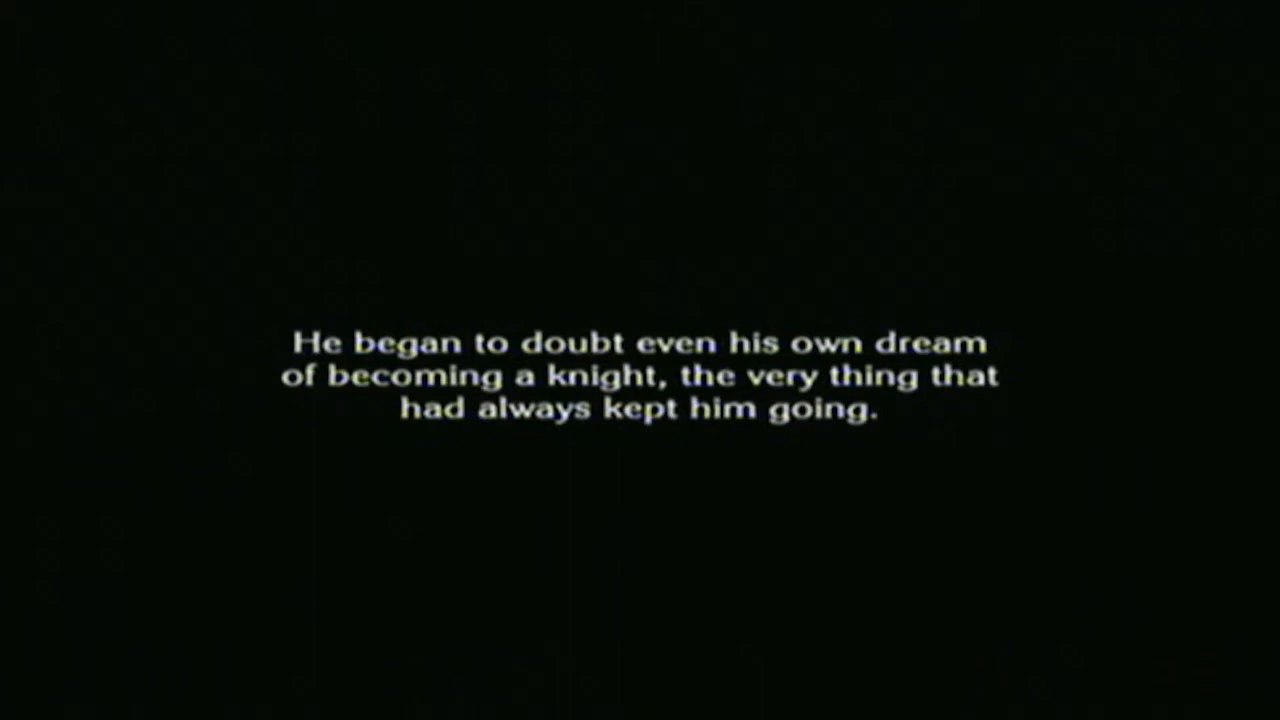 He began to doubt even his own dream
of becoming a knight, the very thing that
had always kept him going.